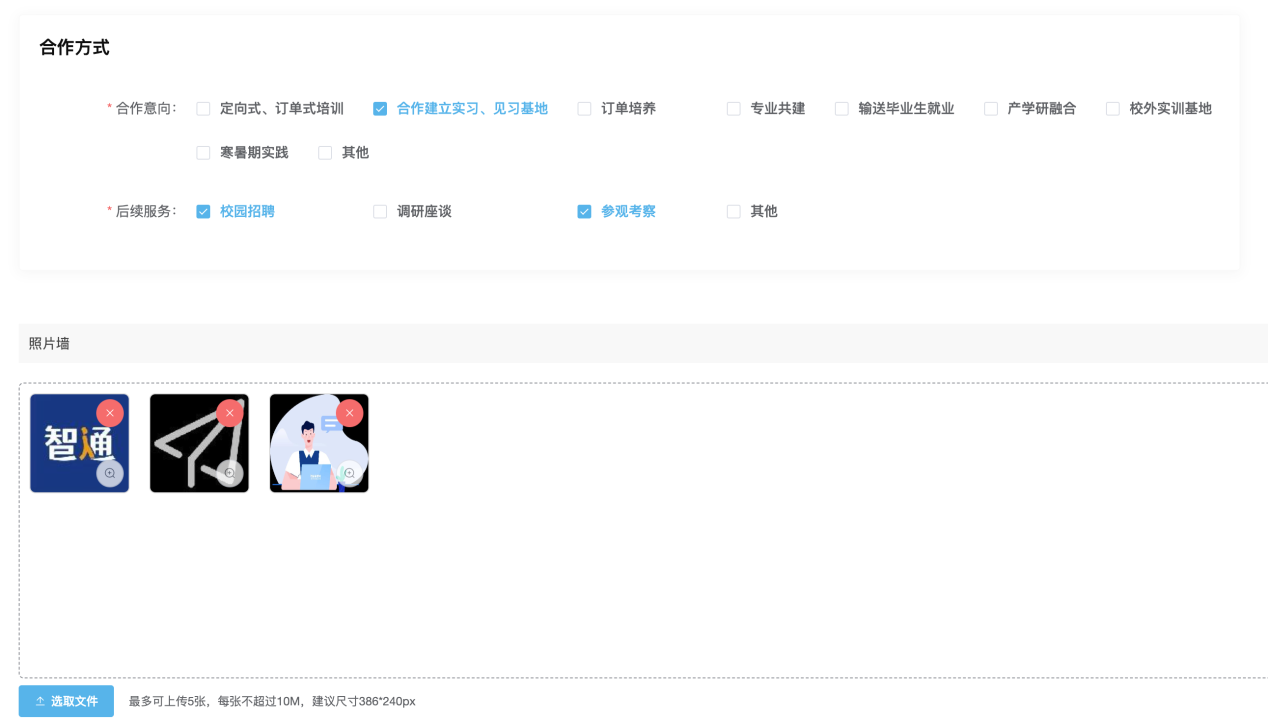 合作方式
* 合作意向： 定向式、订单式培训 合作建立实习、见习基地 订单培养 专业共建 输送毕业生就业 产学研融合 校外实训基地
寒暑期实践 其他
* 后续服务： 校园招聘 调研座谈 参观考察 其他
照片墙
智通
选取文件 最多可上传5张，每张不超过10M，建议尺寸386*240px